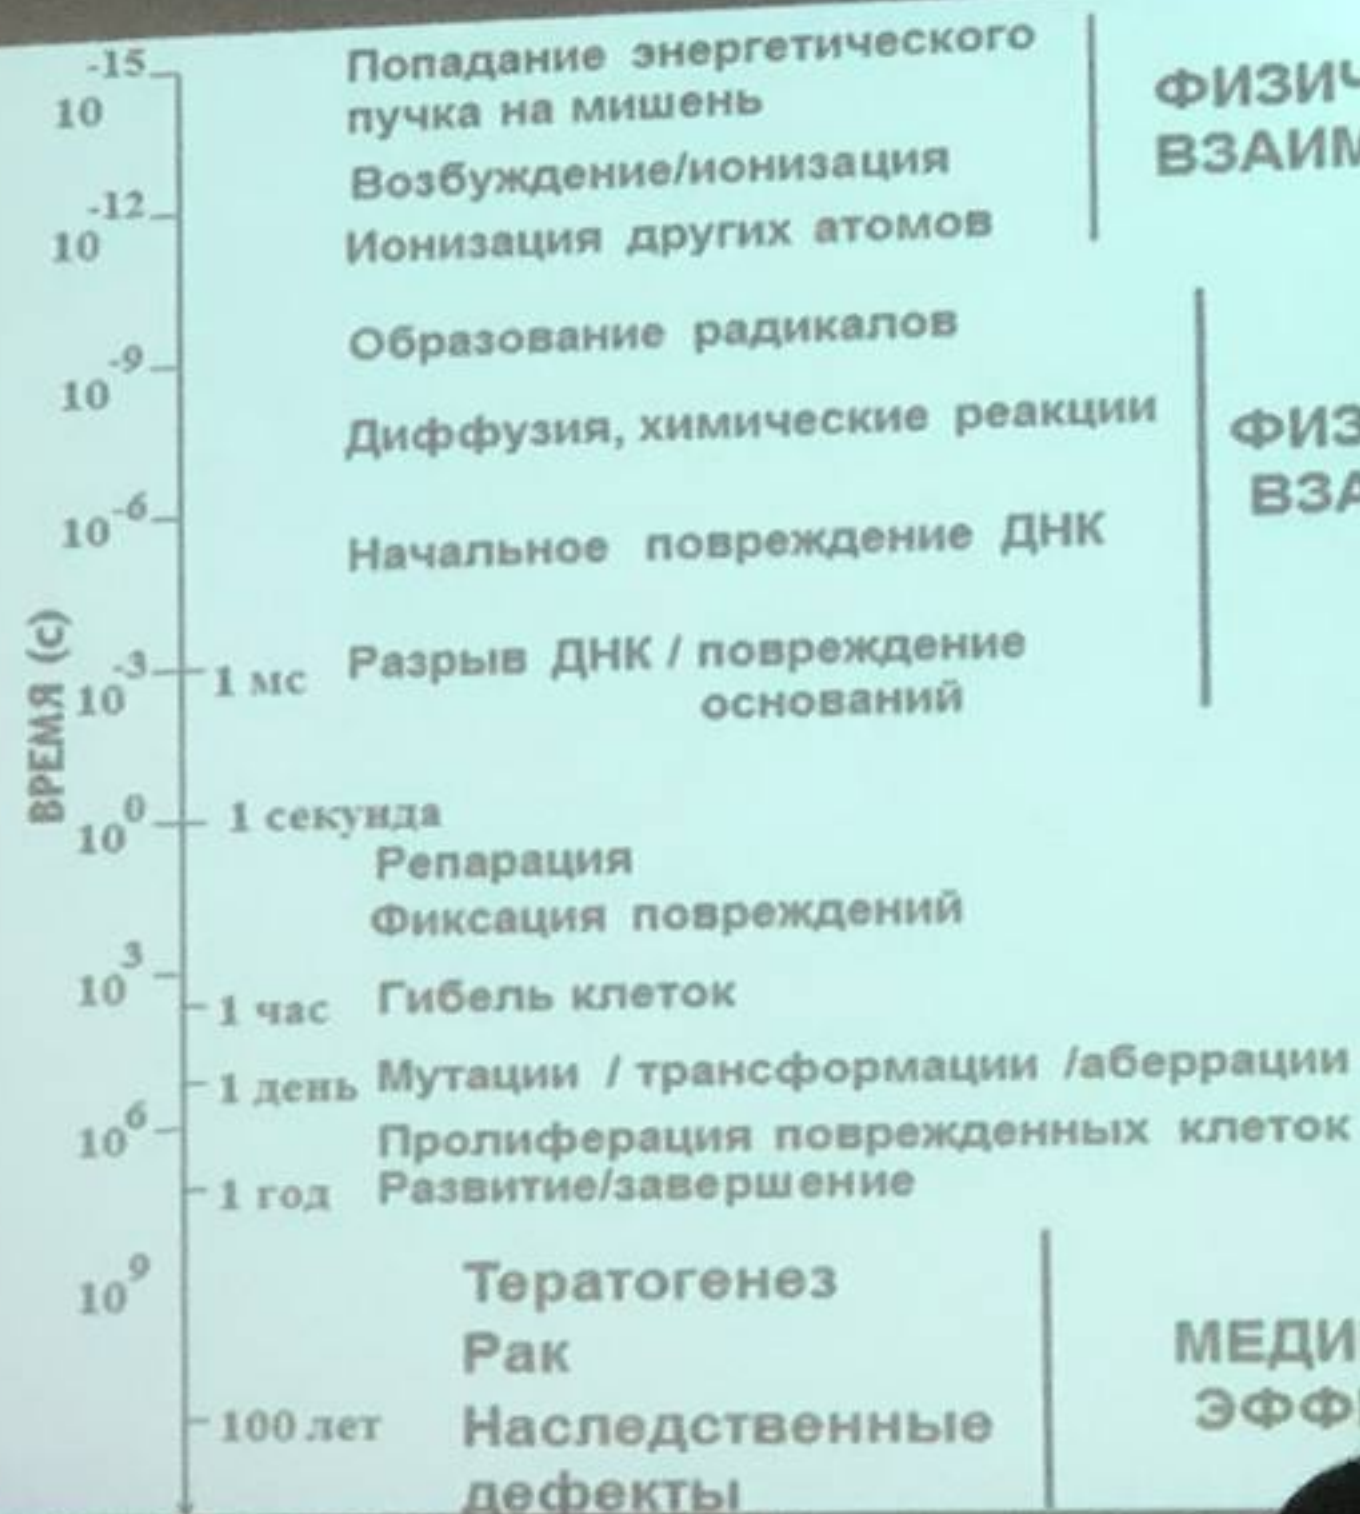 10^-15 Попадание энергетического
пучка на мишень
ФИЗИЧ
ВЗАИМ
Возбуждение/ионизация
10^-12 Ионизация других атомов
Образование радикалов
10^-9
Диффузия, химические реакции
ФИЗ
ВЗА
10^-6 Начальное повреждение ДНК
ВРЕМЯ (с)
10^-3 1 мс Разрыв ДНК / повреждение
оснований
10^0 1 секунда
Репарация
Фиксация повреждений
10^3
1 час Гибель клеток
1 день Мутации / трансформации /аберрации
10^6 Пролиферация поврежденных клеток
1 год Развитие/завершение
10^9 Тератогенез
Рак
МЕДИ
ЭФФ
100 лет Наследственные
дефекты